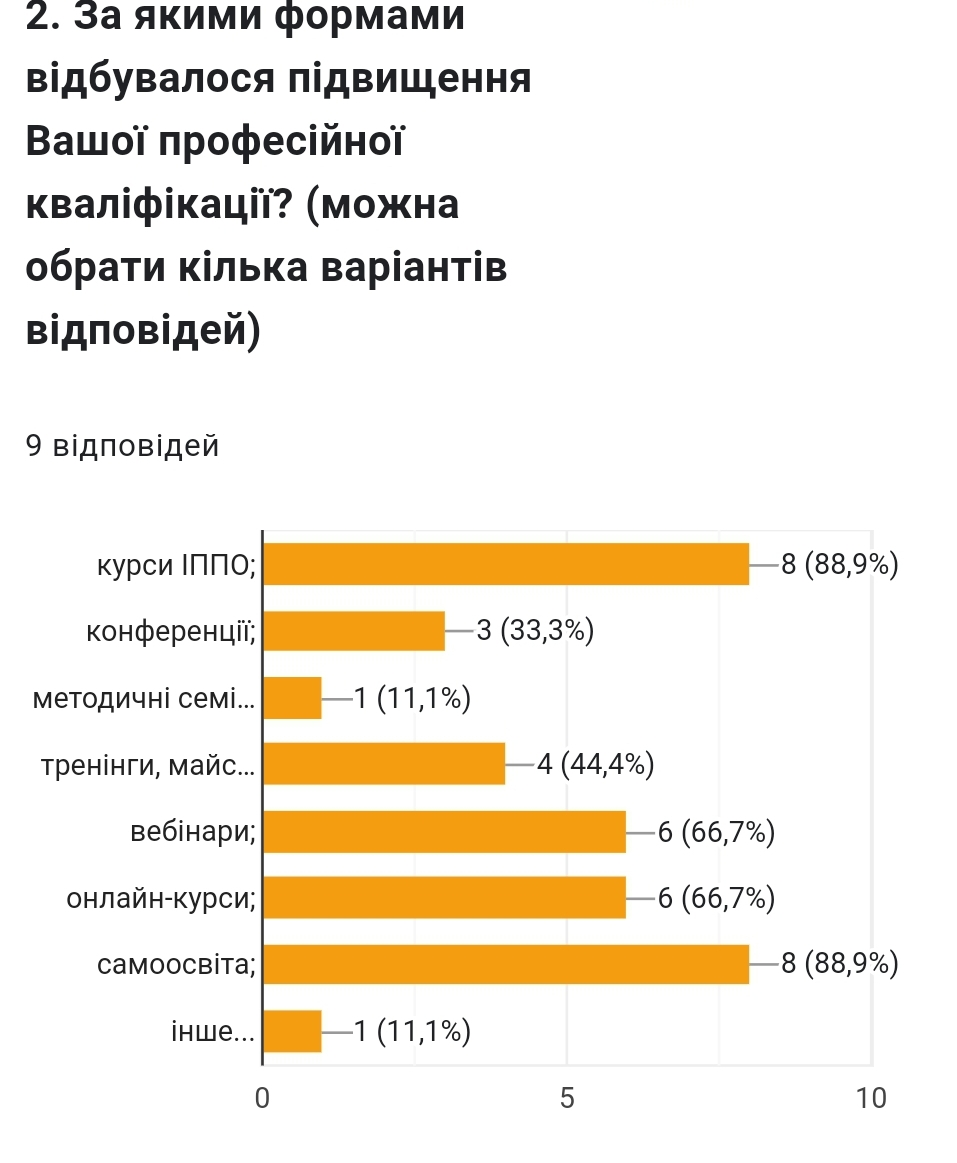 2. За якими формами
відбувалося підвищення
Вашої професійної
кваліфікації? (можна
обрати кілька варіантів
відповідей)
9 відповідей
курси ІППО; 8 (88,9%)
конференції; 3 (33,3%)
методичні семі... 1 (11,1%)
тренінги, майс... 4 (44,4%)
вебінари; 6 (66,7%)
онлайн-курси; 6 (66,7%)
самоосвіта; 8 (88,9%)
інше... 1 (11,1%)
0 5 10